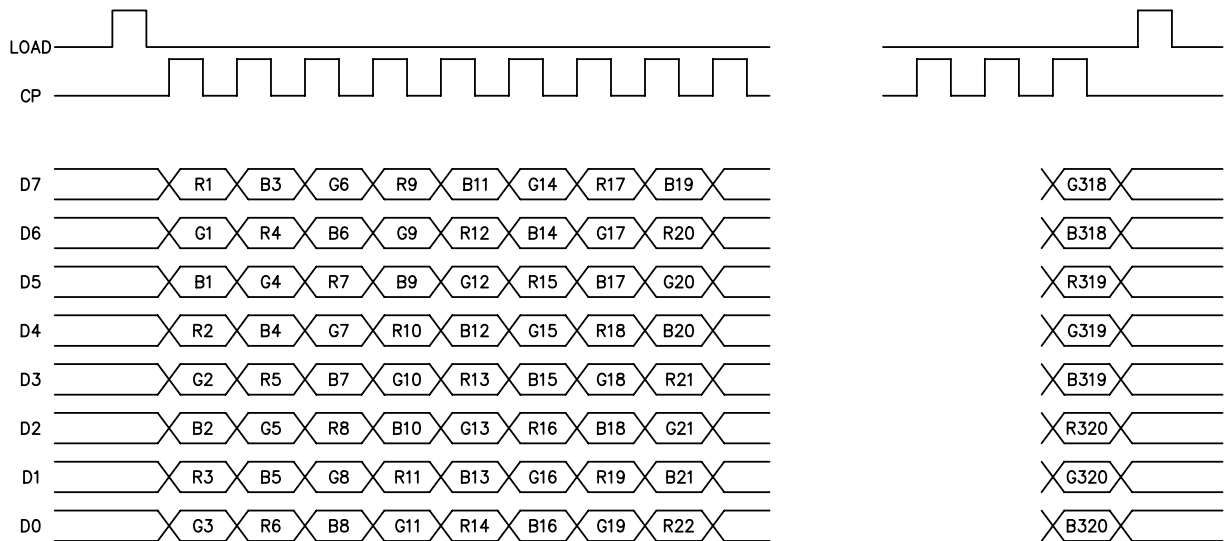 LOAD
CP
D7 R1 B3 G6 R9 B11 G14 R17 B19 G318
D6 G1 R4 B6 G9 R12 B14 G17 R20 B318
D5 B1 G4 R7 B9 G12 R15 B17 G20 R319
D4 R2 B4 G7 R10 B12 G15 R18 B20 G319
D3 G2 R5 B7 G10 R13 B15 G18 R21 B319
D2 B2 G5 R8 B10 G13 R16 B18 G21 R320
D1 R3 B5 G8 R11 B13 G16 R19 B21 G320
D0 G3 R6 B8 G11 R14 B16 G19 R22 B320